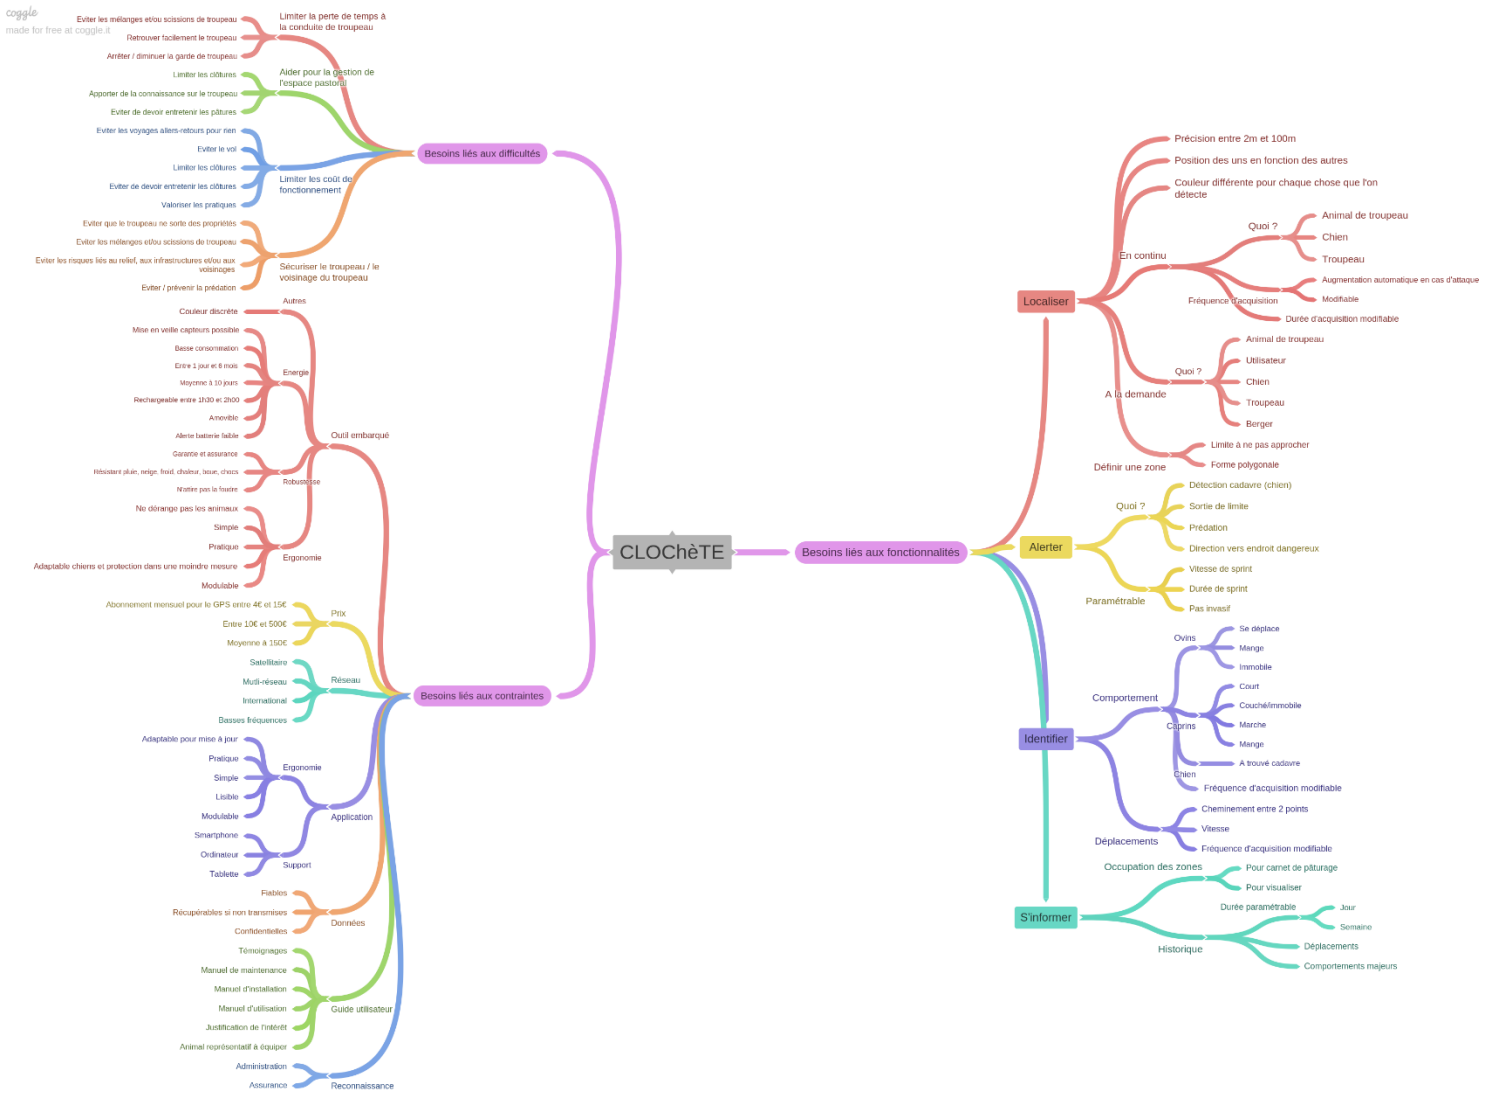 coggle
made for free at coggle.it
Eviter les mélanges et/ou scissions de troupeau
Retrouver facilement le troupeau
Arrêter / diminuer la garde de troupeau
Limiter la perte de temps à
la conduite de troupeau
Limiter les clôtures
Apporter de la connaissance sur le troupeau
Eviter de devoir entretenir les pâtures
Aider pour la gestion de
l'espace pastoral
Eviter les voyages allers-retours pour rien
Eviter le vol
Limiter les clôtures
Eviter de devoir entretenir les clôtures
Valoriser les pratiques
Limiter les coût de
fonctionnement
Eviter que le troupeau ne sorte des propriétés
Eviter les mélanges et/ou scissions de troupeau
Eviter les risques liés au relief, aux infrastructures et/ou aux
voisinages
Eviter / prévenir la prédation
Sécuriser le troupeau / le
voisinage du troupeau
Besoins liés aux difficultés
Autres
Couleur discrète
Mise en veille capteurs possible
Basse consommation
Entre 1 jour et 6 mois
Moyenne à 10 jours
Rechargeable entre 1h30 et 2h00
Amovible
Alerte batterie faible
Energie
Garantie et assurance
Résistant pluie, neige, froid, chaleur, boue, chocs
N'attire pas la foudre
Robustesse
Ne dérange pas les animaux
Simple
Pratique
Adaptable chiens et protection dans une moindre mesure
Modulable
Ergonomie
Outil embarqué
Abonnement mensuel pour le GPS entre 4€ et 15€
Entre 10€ et 500€
Moyenne à 150€
Prix
Satellitaire
Mutli-réseau
International
Basses fréquences
Réseau
Besoins liés aux contraintes
Adaptable pour mise à jour
Pratique
Simple
Lisible
Modulable
Ergonomie
Smartphone
Ordinateur
Tablette
Support
Application
Fiables
Récupérables si non transmises
Confidentielles
Données
Témoignages
Manuel de maintenance
Manuel d'installation
Manuel d'utilisation
Justification de l'intérêt
Animal représentatif à équiper
Guide utilisateur
Administration
Assurance
Reconnaissance
CLOChèTE
Besoins liés aux fonctionnalités
Localiser
Précision entre 2m et 100m
Position des uns en fonction des autres
Couleur différente pour chaque chose que l'on
détecte
En continu
Quoi ?
Animal de troupeau
Chien
Troupeau
Fréquence d'acquisition
Augmentation automatique en cas d'attaque
Modifiable
Durée d'acquisition modifiable
A la demande
Quoi ?
Animal de troupeau
Utilisateur
Chien
Troupeau
Berger
Définir une zone
Limite à ne pas approcher
Forme polygonale
Alerter
Quoi ?
Détection cadavre (chien)
Sortie de limite
Prédation
Direction vers endroit dangereux
Paramétrable
Vitesse de sprint
Durée de sprint
Pas invasif
Identifier
Comportement
Ovins
Se déplace
Mange
Immobile
Caprins
Court
Couché/immobile
Marche
Mange
Chien
A trouvé cadavre
Fréquence d'acquisition modifiable
Déplacements
Cheminement entre 2 points
Vitesse
Fréquence d'acquisition modifiable
S'informer
Occupation des zones
Pour carnet de pâturage
Pour visualiser
Historique
Durée paramétrable
Jour
Semaine
Déplacements
Comportements majeurs